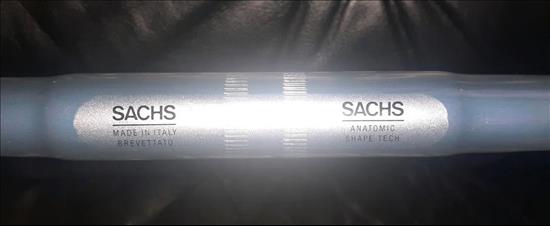 SACHS
MADE IN ITALY
BREVETTATO
SACHS
ANATOMIC
SHAPE TECH